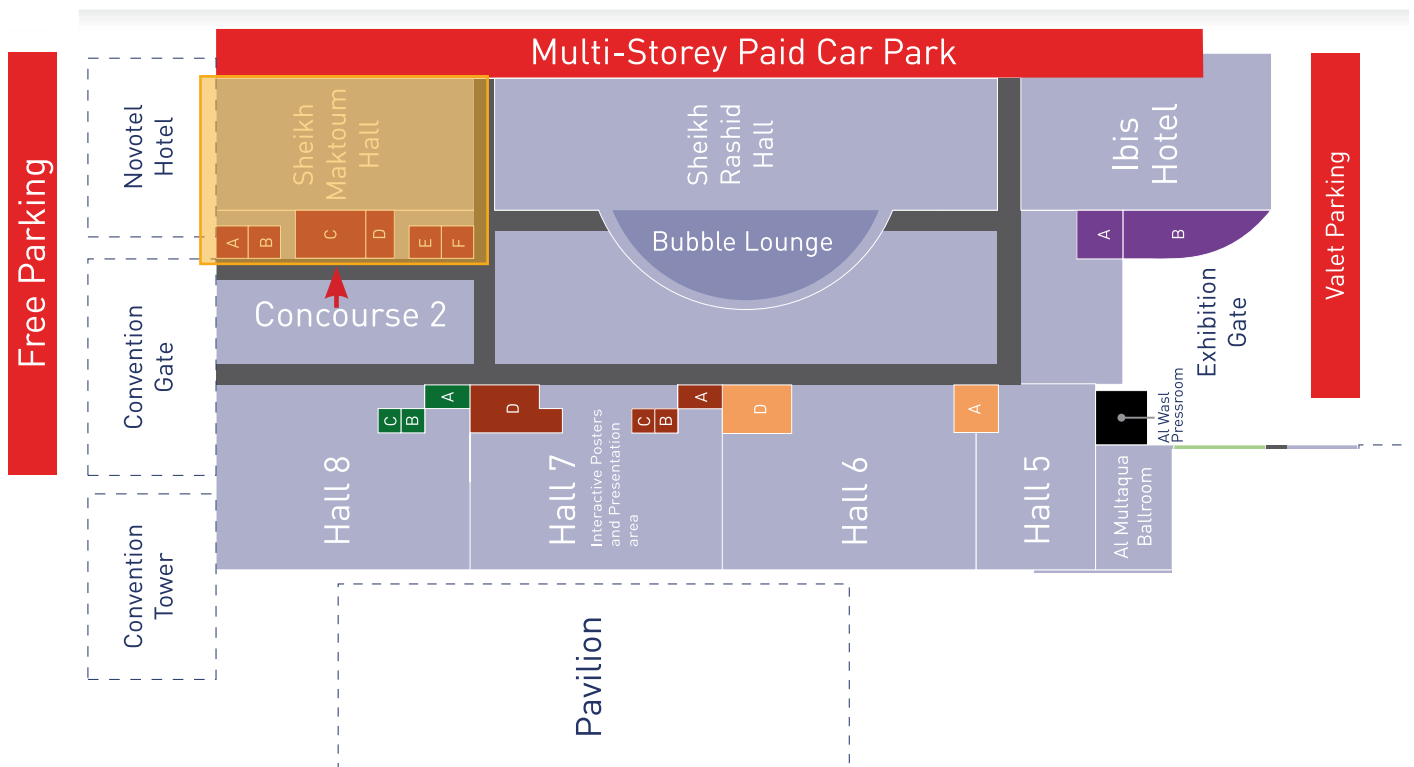 Multi-Storey Paid Car Park
Free Parking
Novotel
Hotel
Sheikh
Maktoum
Hall
Sheikh
Rashid
Hall
Ibis
Hotel
Valet Parking
A
B
C
D
E
F
Bubble Lounge
A
B
Convention
Gate
Concourse 2
Exhibition
Gate
C
B
A
D
C
B
A
D
A
Al Wasl
Pressroom
Hall 8
Hall 7
Interactive Posters
and Presentation
area
Hall 6
Hall 5
Al Multaqua
Ballroom
Convention
Tower
Pavilion